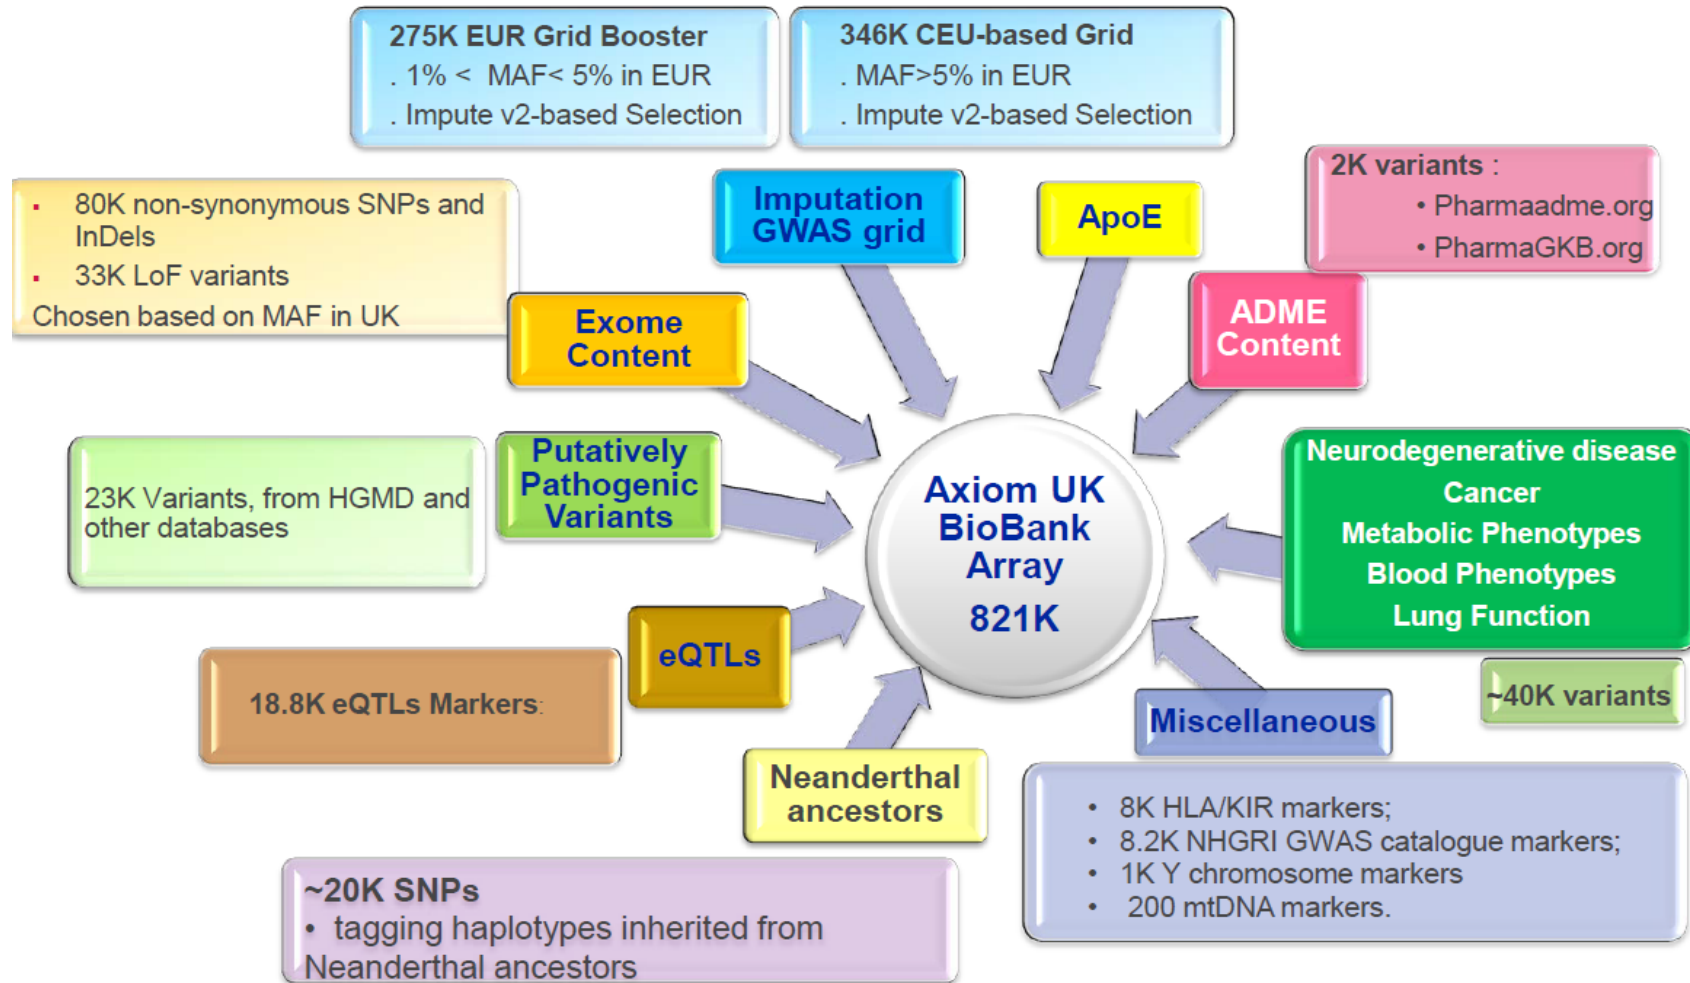 275K EUR Grid Booster
. 1% < MAF< 5% in EUR
. Impute v2-based Selection
346K CEU-based Grid
. MAF>5% in EUR
. Impute v2-based Selection
80K non-synonymous SNPs and
InDels
33K LoF variants
Chosen based on MAF in UK
Imputation
GWAS grid
ApoE
2K variants :
• Pharmaadme.org
• PharmaGKB.org
Exome
Content
ADME
Content
23K Variants, from HGMD and
other databases
Putatively
Pathogenic
Variants
Axiom UK
BioBank
Array
821K
Neurodegenerative disease
Cancer
Metabolic Phenotypes
Blood Phenotypes
Lung Function
~40K variants
18.8K eQTLs Markers:
eQTLs
Neanderthal
ancestors
Miscellaneous
• 8K HLA/KIR markers;
• 8.2K NHGRI GWAS catalogue markers;
• 1K Y chromosome markers
• 200 mtDNA markers.
~20K SNPs
• tagging haplotypes inherited from
Neanderthal ancestors